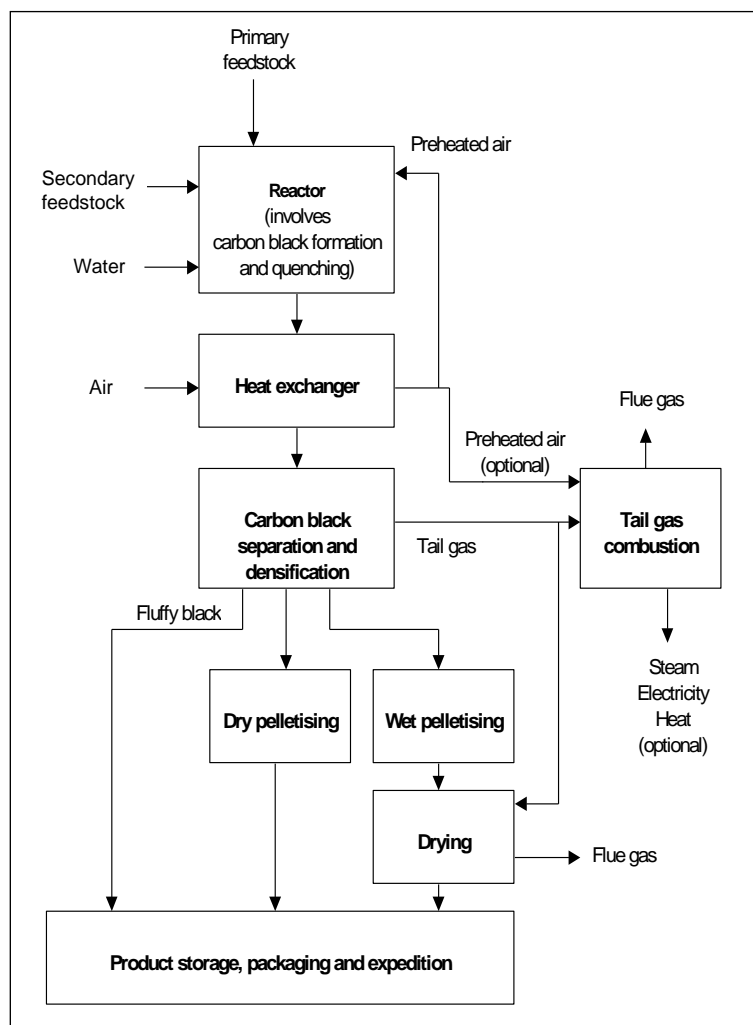 Primary
feedstock
Preheated air
Secondary
feedstock
Reactor
(involves
carbon black formation
and quenching)
Water
Air
Heat exchanger
Flue gas
Preheated air
(optional)
Carbon black
separation and
densification
Tail gas
Tail gas
combustion
Fluffy black
Steam
Electricity
Heat
(optional)
Dry pelletising
Wet pelletising
Drying
Flue gas
Product storage, packaging and expedition